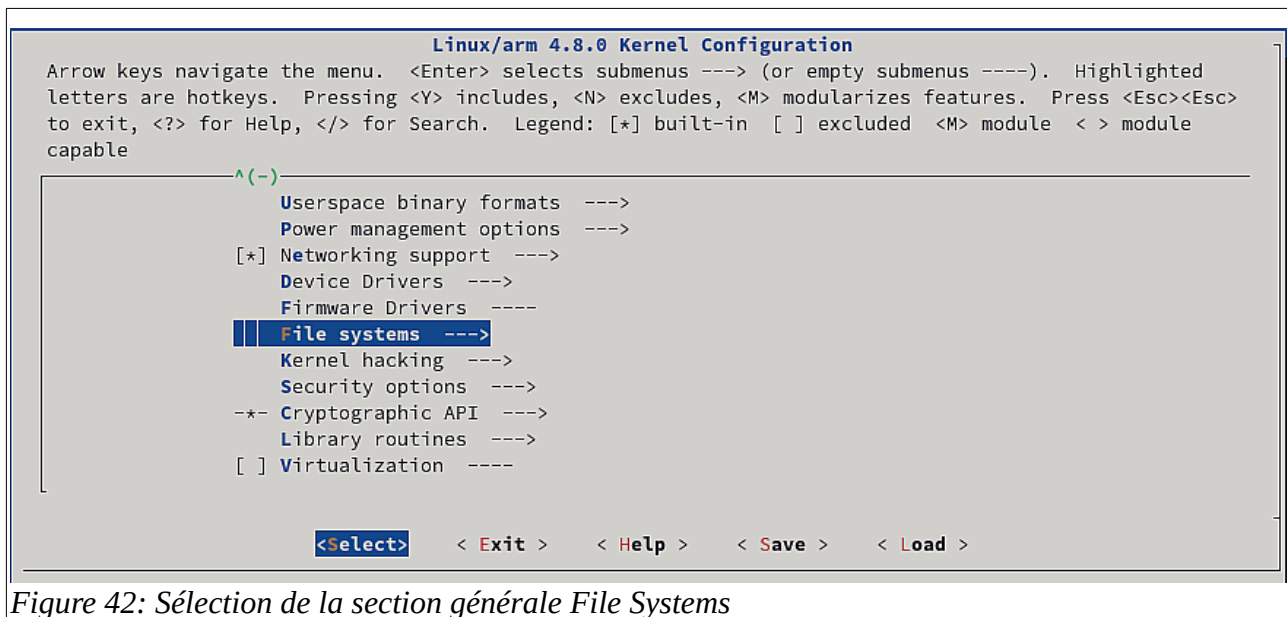 Linux/arm 4.8.0 Kernel Configuration
Arrow keys navigate the menu.  <Enter> selects submenus ---> (or empty submenus ----).  Highlighted
letters are hotkeys.  Pressing <Y> includes, <N> excludes, <M> modularizes features.  Press <Esc><Esc>
to exit, <?> for Help, </> for Search.  Legend: [*] built-in  [ ] excluded  <M> module  < > module
capable
^(-)
Userspace binary formats  --->
Power management options  --->
[*] Networking support  --->
Device Drivers  --->
Firmware Drivers  ----
File systems  --->
Kernel hacking  --->
Security options  --->
-*- Cryptographic API  --->
Library routines  --->
[ ] Virtualization  ----
<Select>    < Exit >    < Help >    < Save >    < Load >
Figure 42: Sélection de la section générale File Systems